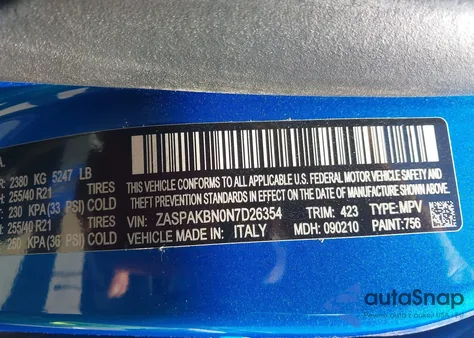 A.
R: 2380 KG 5247 LB
255/40 R21 TIRES
230 KPA(33 PSI) COLD
255/40 R21 TIRES
250 KPA(36 PSI) COLD
THIS VEHICLE CONFORMS TO ALL APPLICABLE U.S. FEDERAL MOTOR VEHICLE SAFETY AND
THEFT PREVENTION STANDARDS IN EFFECT ON THE DATE OF MANUFACTURE SHOWN ABOVE.
VIN: ZASPAKBN0N7D26354 TRIM: 423 TYPE: MPV
VEHICLE MADE IN: ITALY MDH: 090210 PAINT: 756
autoSnap